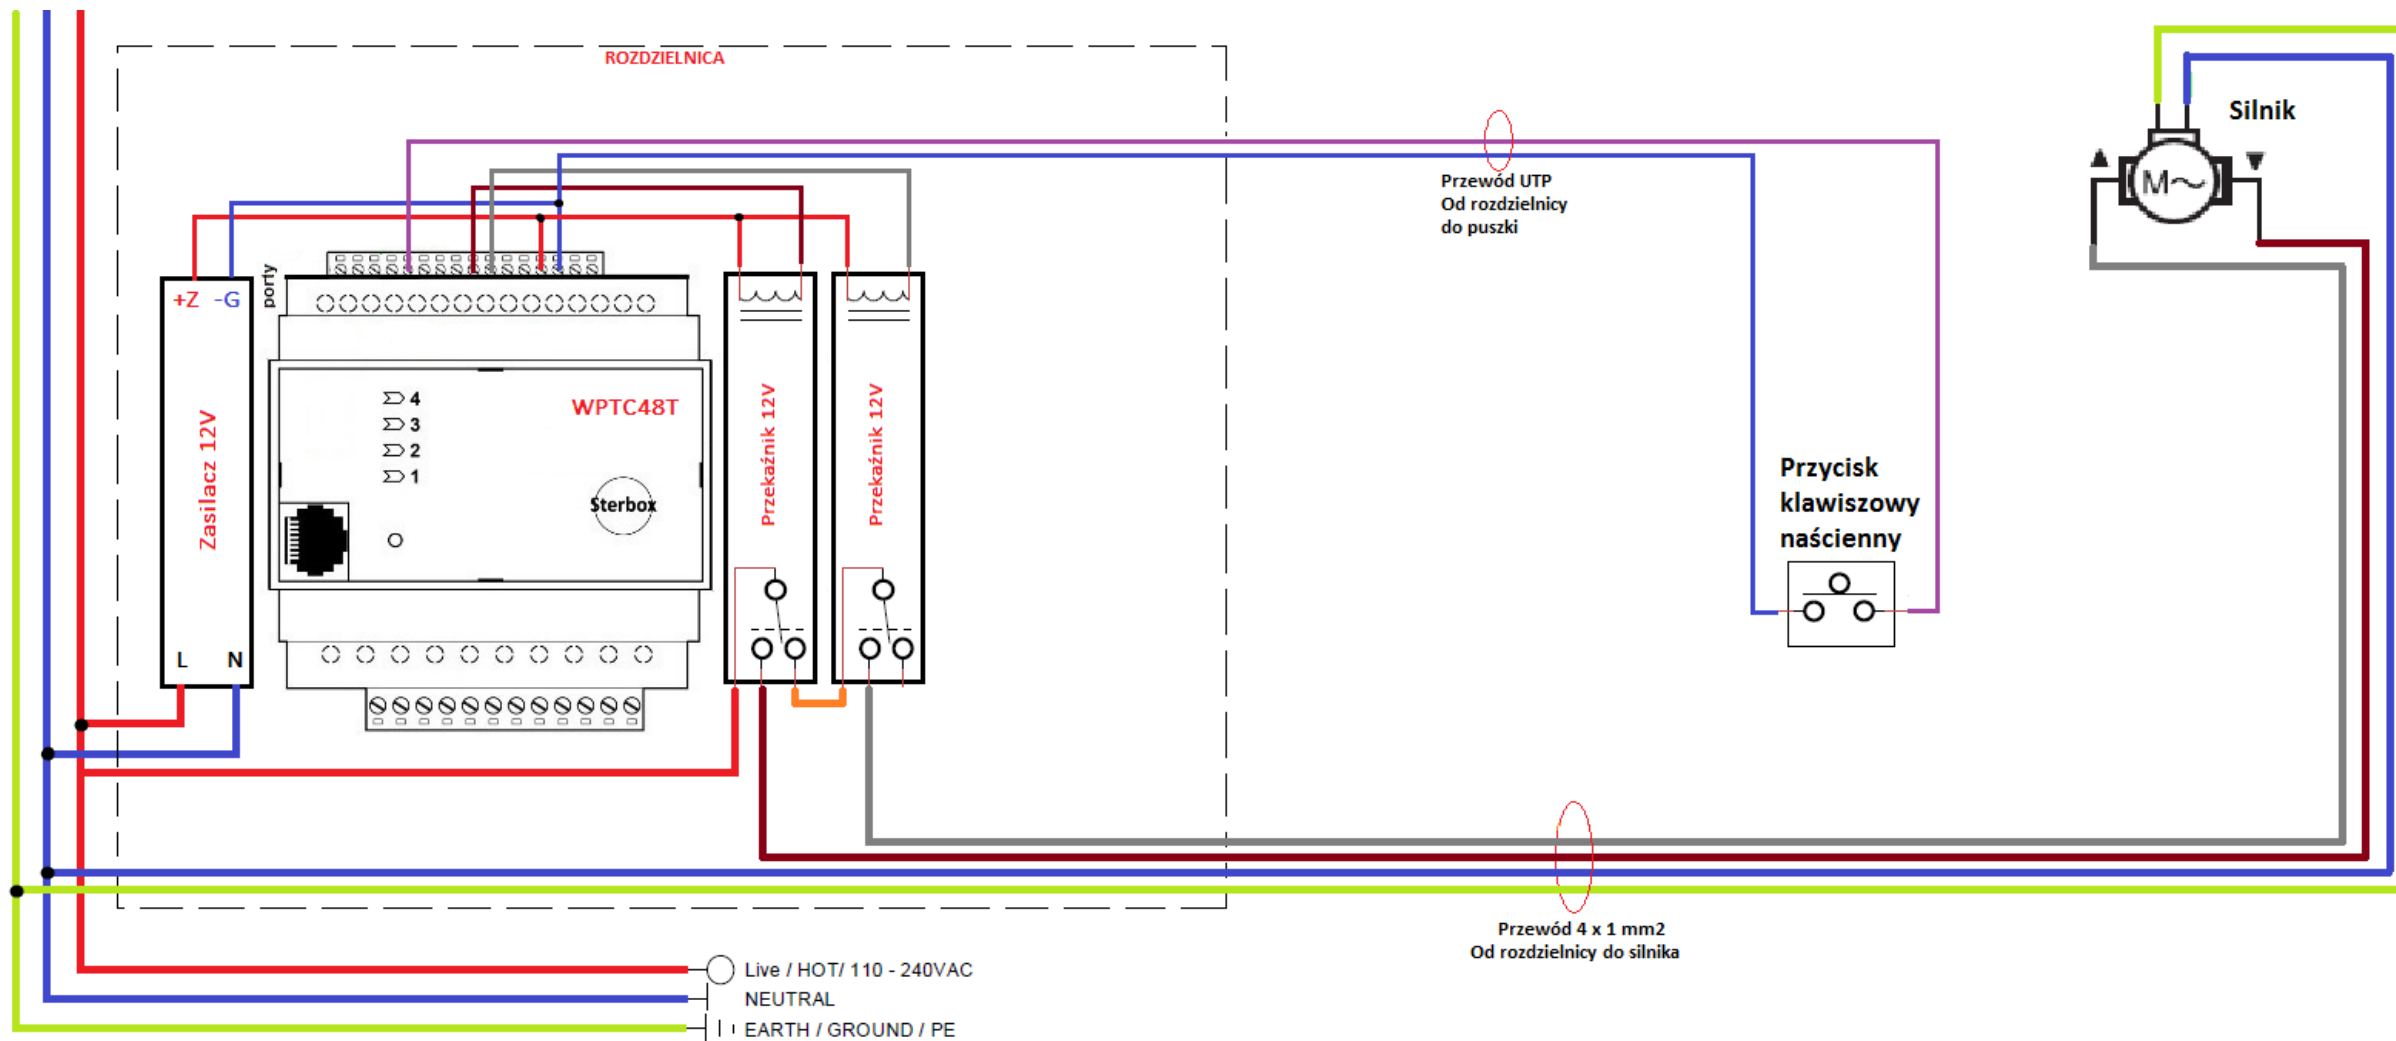 ROZDZIELNICA
Silnik
M~
Przewód UTP
Od rozdzielnicy
do puszki
porty
+Z -G
Zasilacz 12V
L N
4
3
2
1
WPTC48T
Sterbox
Przekaźnik 12V
Przekaźnik 12V
Przycisk
klawiszowy
naścienny
Przewód 4 x 1 mm2
Od rozdzielnicy do silnika
Live / HOT/ 110 - 240VAC
NEUTRAL
EARTH / GROUND / PE